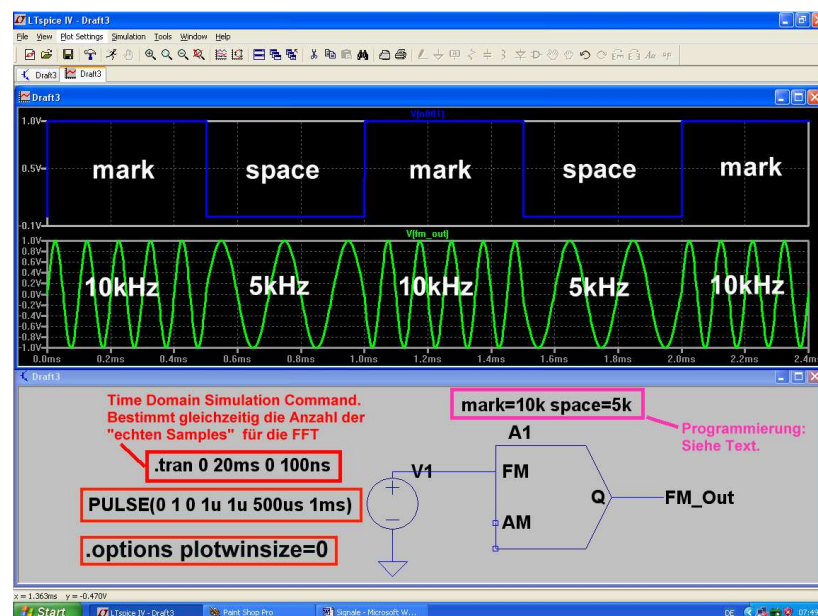 LTspice IV - Draft3
File View Plot Settings Simulation Tools Window Help
Draft3 Draft3
Draft3
V[n001]
1.0V
0.5V
-0.1V
mark space mark space mark
V[fm_out]
1.0V
0.8V
0.6V
0.4V
0.2V
0.0V
-0.2V
-0.4V
-0.6V
-0.8V
-1.0V
10kHz 5kHz 10kHz 5kHz 10kHz
0.0ms 0.2ms 0.4ms 0.6ms 0.8ms 1.0ms 1.2ms 1.4ms 1.6ms 1.8ms 2.0ms 2.2ms 2.4ms
Draft3
Time Domain Simulation Command.
Bestimmt gleichzeitig die Anzahl der
"echten Samples" für die FFT
.tran 0 20ms 0 100ns
PULSE(0 1 0 1u 1u 500us 1ms)
.options plotwinsize=0
mark=10k space=5k
Programmierung:
Siehe Text.
A1
V1
FM
AM
Q
FM_Out
x = 1.363ms y = -0.470V
Start LTspice IV - Draft3 Paint Shop Pro Signale - Microsoft W... DE 07:49